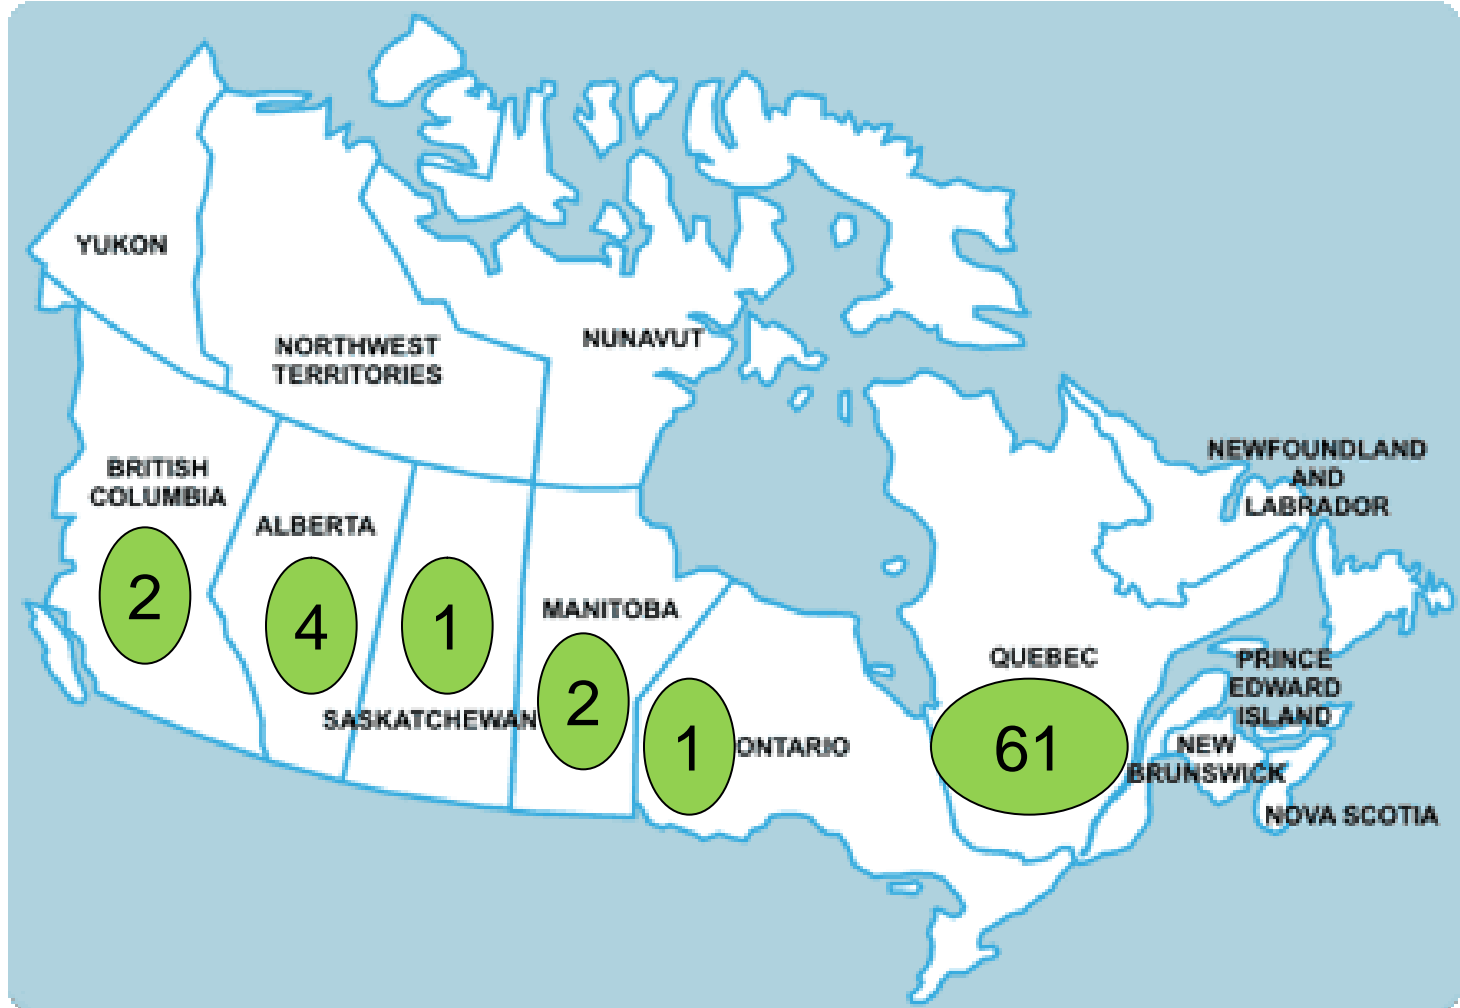 YUKON
NORTHWEST
TERRITORIES
NUNAVUT
BRITISH
COLUMBIA
2
ALBERTA
4
1
SASKATCHEWAN
MANITOBA
2
1
ONTARIO
QUEBEC
61
NEWFOUNDLAND
AND
LABRADOR
PRINCE
EDWARD
ISLAND
NEW
BRUNSWICK
NOVA SCOTIA